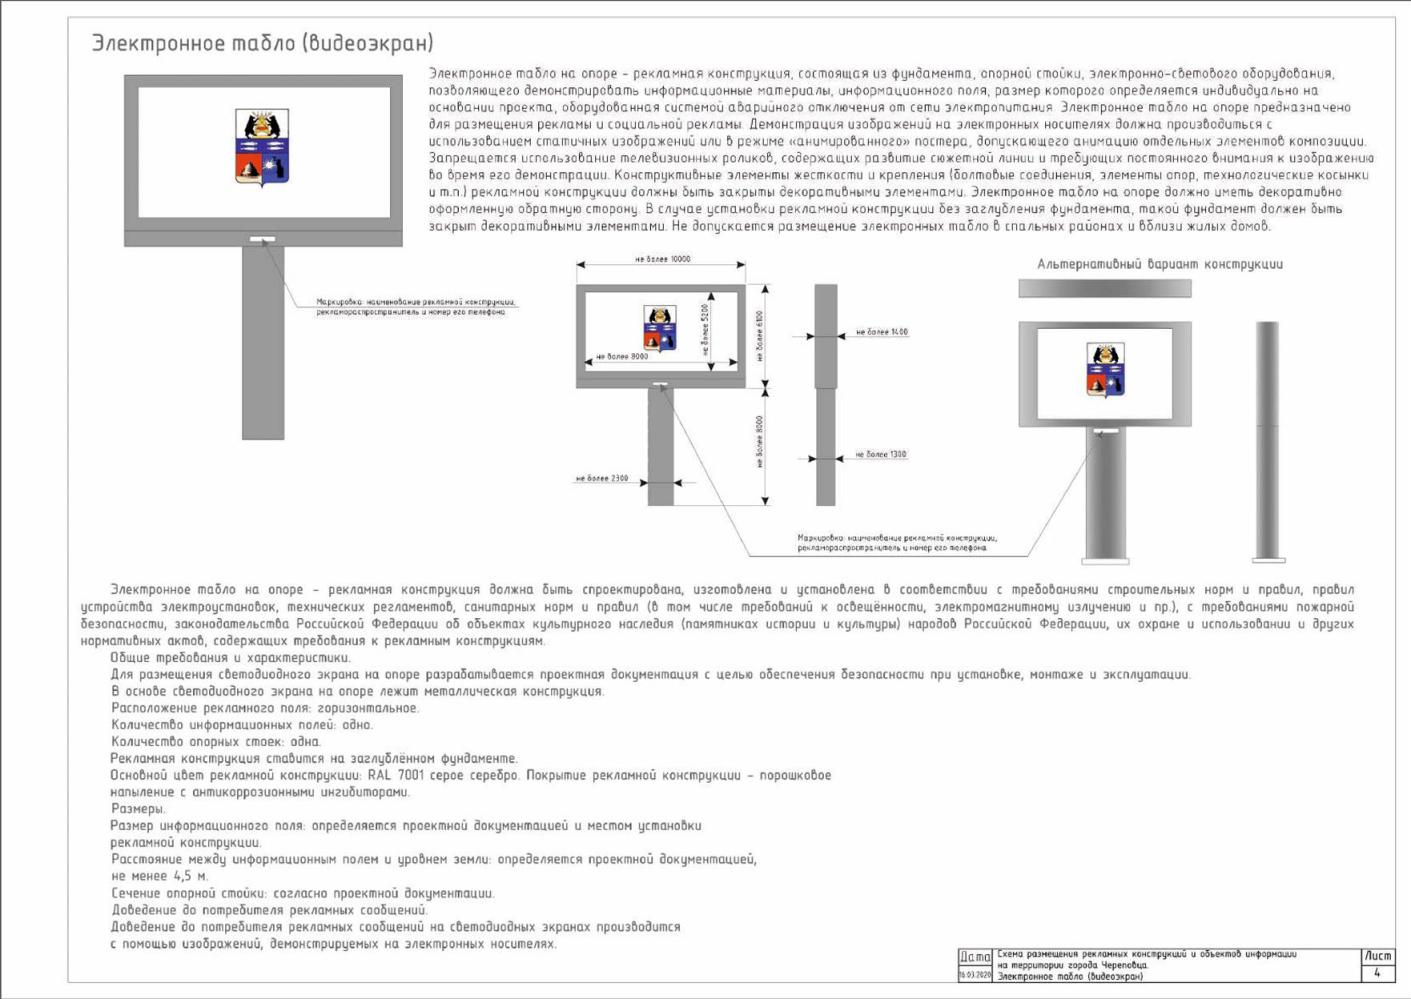 Электронное табло (видеоэкран)
Электронное табло на опоре – рекламная конструкция, состоящая из фундамента, опорной стойки, электронно-светового оборудования,
позволяющего демонстрировать информационные материалы, информационного поля, размер которого определяется индивидуально на
основании проекта, оборудованная системой аварийного отключения от сети электропитания. Электронное табло на опоре предназначено
для размещения рекламы и социальной рекламы. Демонстрация изображений на электронных носителях должна производиться с
использованием статичных изображений или в режиме «анимированного» постера, допускающего анимацию отдельных элементов композиции.
Запрещается использование телевизионных роликов, содержащих развитие сюжетной линии и требующих постоянного внимания к изображению
во время его демонстрации. Конструктивные элементы жесткости и крепления (болтовые соединения, элементы опор, технологические косынки
и т.п.) рекламной конструкции должны быть закрыты декоративными элементами. Электронное табло на опоре должно иметь декоративно
оформленную обратную сторону. В случае установки рекламной конструкции без заглубления фундамента, такой фундамент должен быть
закрыт декоративными элементами. Не допускается размещение электронных табло в спальных районах и вблизи жилых домов.
Маркировка: наименование рекламной конструкции,
рекламораспространитель и номер его телефона
не более 10000
не более 5200
не более 8000
не более 6100
не более 8000
не более 2300
не более 1400
не более 1300
Альтернативный вариант конструкции
Маркировка: наименование рекламной конструкции,
рекламораспространитель и номер его телефона
Электронное табло на опоре – рекламная конструкция должна быть спроектирована, изготовлена и установлена в соответствии с требованиями строительных норм и правил, правил
устройства электроустановок, технических регламентов, санитарных норм и правил (в том числе требований к освещённости, электромагнитному излучению и пр.), с требованиями пожарной
безопасности, законодательства Российской Федерации об объектах культурного наследия (памятниках истории и культуры) народов Российской Федерации, их охране и использовании и других
нормативных актов, содержащих требования к рекламным конструкциям.
Общие требования и характеристики.
Для размещения светодиодного экрана на опоре разрабатывается проектная документация с целью обеспечения безопасности при установке, монтаже и эксплуатации.
В основе светодиодного экрана на опоре лежит металлическая конструкция.
Расположение рекламного поля: горизонтальное.
Количество информационных полей: одно.
Количество опорных стоек: одна.
Рекламная конструкция ставится на заглублённом фундаменте.
Основной цвет рекламной конструкции: RAL 7001 серое серебро. Покрытие рекламной конструкции – порошковое
напыление с антикоррозионными ингибиторами.
Размеры.
Размер информационного поля: определяется проектной документацией и местом установки
рекламной конструкции.
Расстояние между информационным полем и уровнем земли: определяется проектной документацией,
не менее 4,5 м.
Сечение опорной стойки: согласно проектной документации.
Доведение до потребителя рекламных сообщений.
Доведение до потребителя рекламных сообщений на светодиодных экранах производится
с помощью изображений, демонстрируемых на электронных носителях.
Дата
16.03.2020
Схема размещения рекламных конструкций и объектов информации
на территории города Череповца.
Электронное табло (видеоэкран)
Лист
4